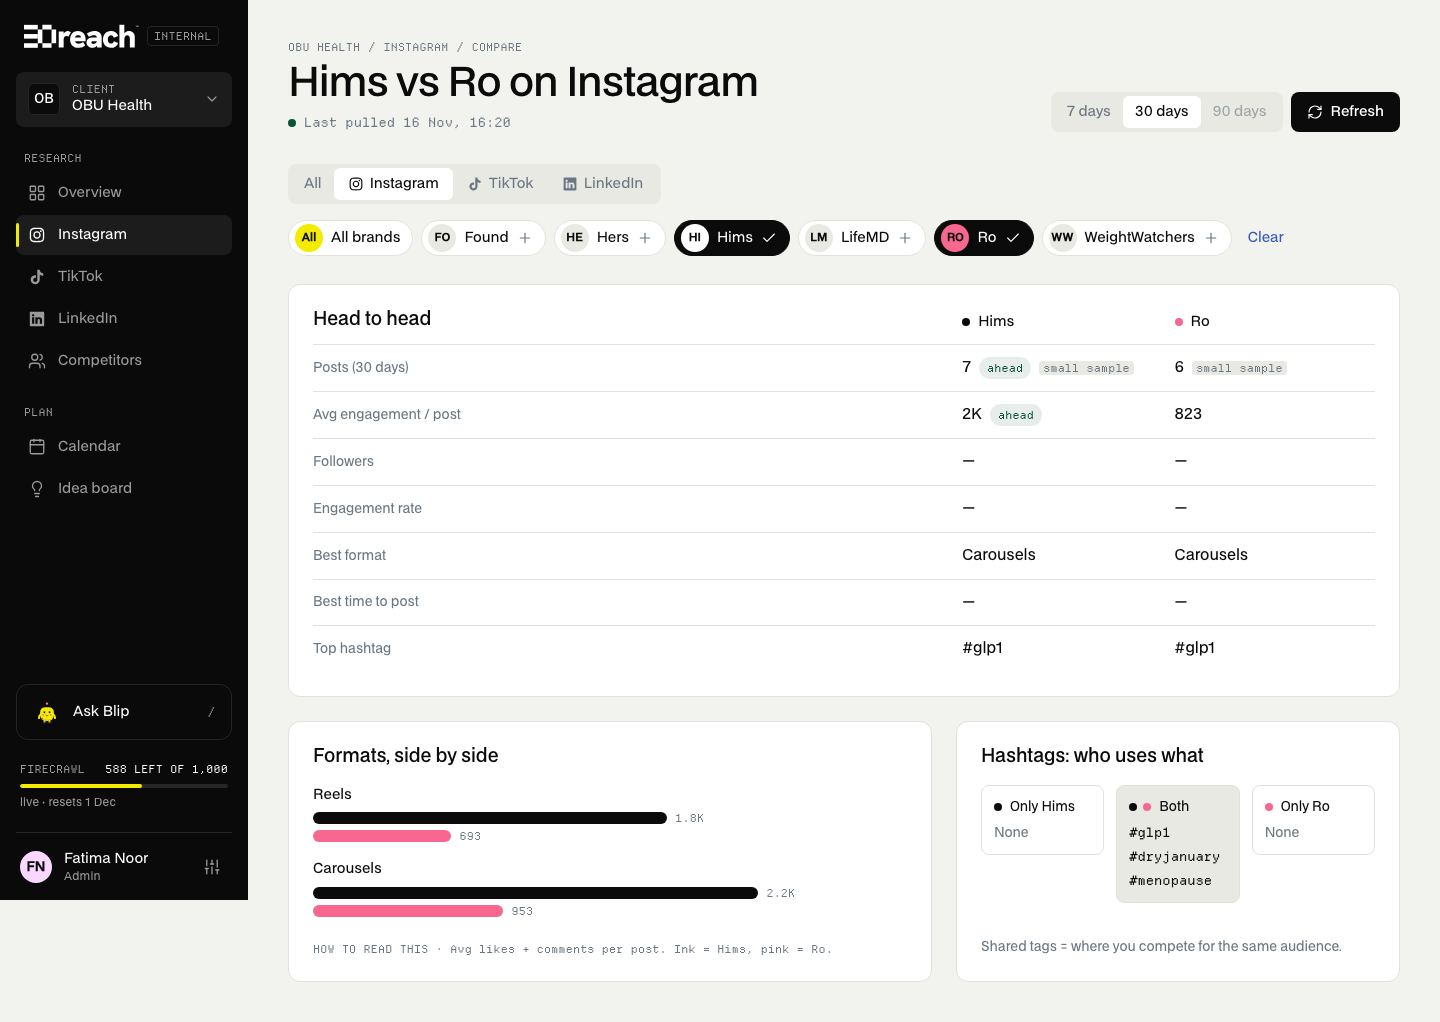 reach INTERNAL
OB CLIENT
OBU Health
RESEARCH
Overview
Instagram
TikTok
LinkedIn
Competitors
PLAN
Calendar
Idea board
Ask Blip /
FIRECRAWL 588 LEFT OF 1,000
live · resets 1 Dec
FN Fatima Noor
Admin
OBU HEALTH / INSTAGRAM / COMPARE
Hims vs Ro on Instagram
Last pulled 16 Nov, 16:20
7 days 30 days 90 days Refresh
All Instagram TikTok LinkedIn
All All brands FO Found HE Hers HI Hims LM LifeMD RO Ro WW WeightWatchers Clear
Head to head Hims Ro
Posts (30 days) 7 ahead small sample 6 small sample
Avg engagement / post 2K ahead 823
Followers — —
Engagement rate — —
Best format Carousels Carousels
Best time to post — —
Top hashtag #glp1 #glp1
Formats, side by side
Reels
1.8K
693
Carousels
2.2K
953
HOW TO READ THIS · Avg likes + comments per post. Ink = Hims, pink = Ro.
Hashtags: who uses what
Only Hims
None
Both
#glp1
#dryjanuary
#menopause
Only Ro
None
Shared tags = where you compete for the same audience.